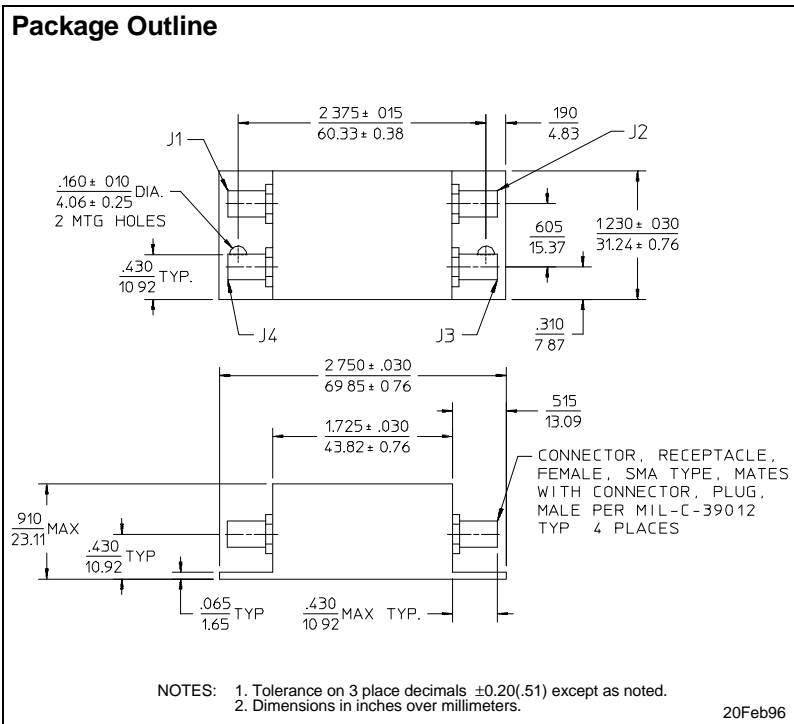 Package Outline
2 375± 015
60.33± 0.38
.190
4.83
J1
J2
.160± 010
4.06± 0.25
DIA.
2 MTG HOLES
605
15.37
1 230± 030
31.24± 0.76
.430
10 92
TYP.
J4
J3
.310
7 87
2 750± .030
69 85± 0 76
1.725± .030
43.82± 0.76
515
13.09
CONNECTOR, RECEPTACLE,
FEMALE, SMA TYPE, MATES
WITH CONNECTOR, PLUG,
MALE PER MIL-C-39012
TYP 4 PLACES
910
23.11
MAX
.430
10.92
TYP
.065
1.65
TYP
.430
10 92
MAX TYP.
NOTES: 1. Tolerance on 3 place decimals ±0.20(.51) except as noted.
2. Dimensions in inches over millimeters.
20Feb96